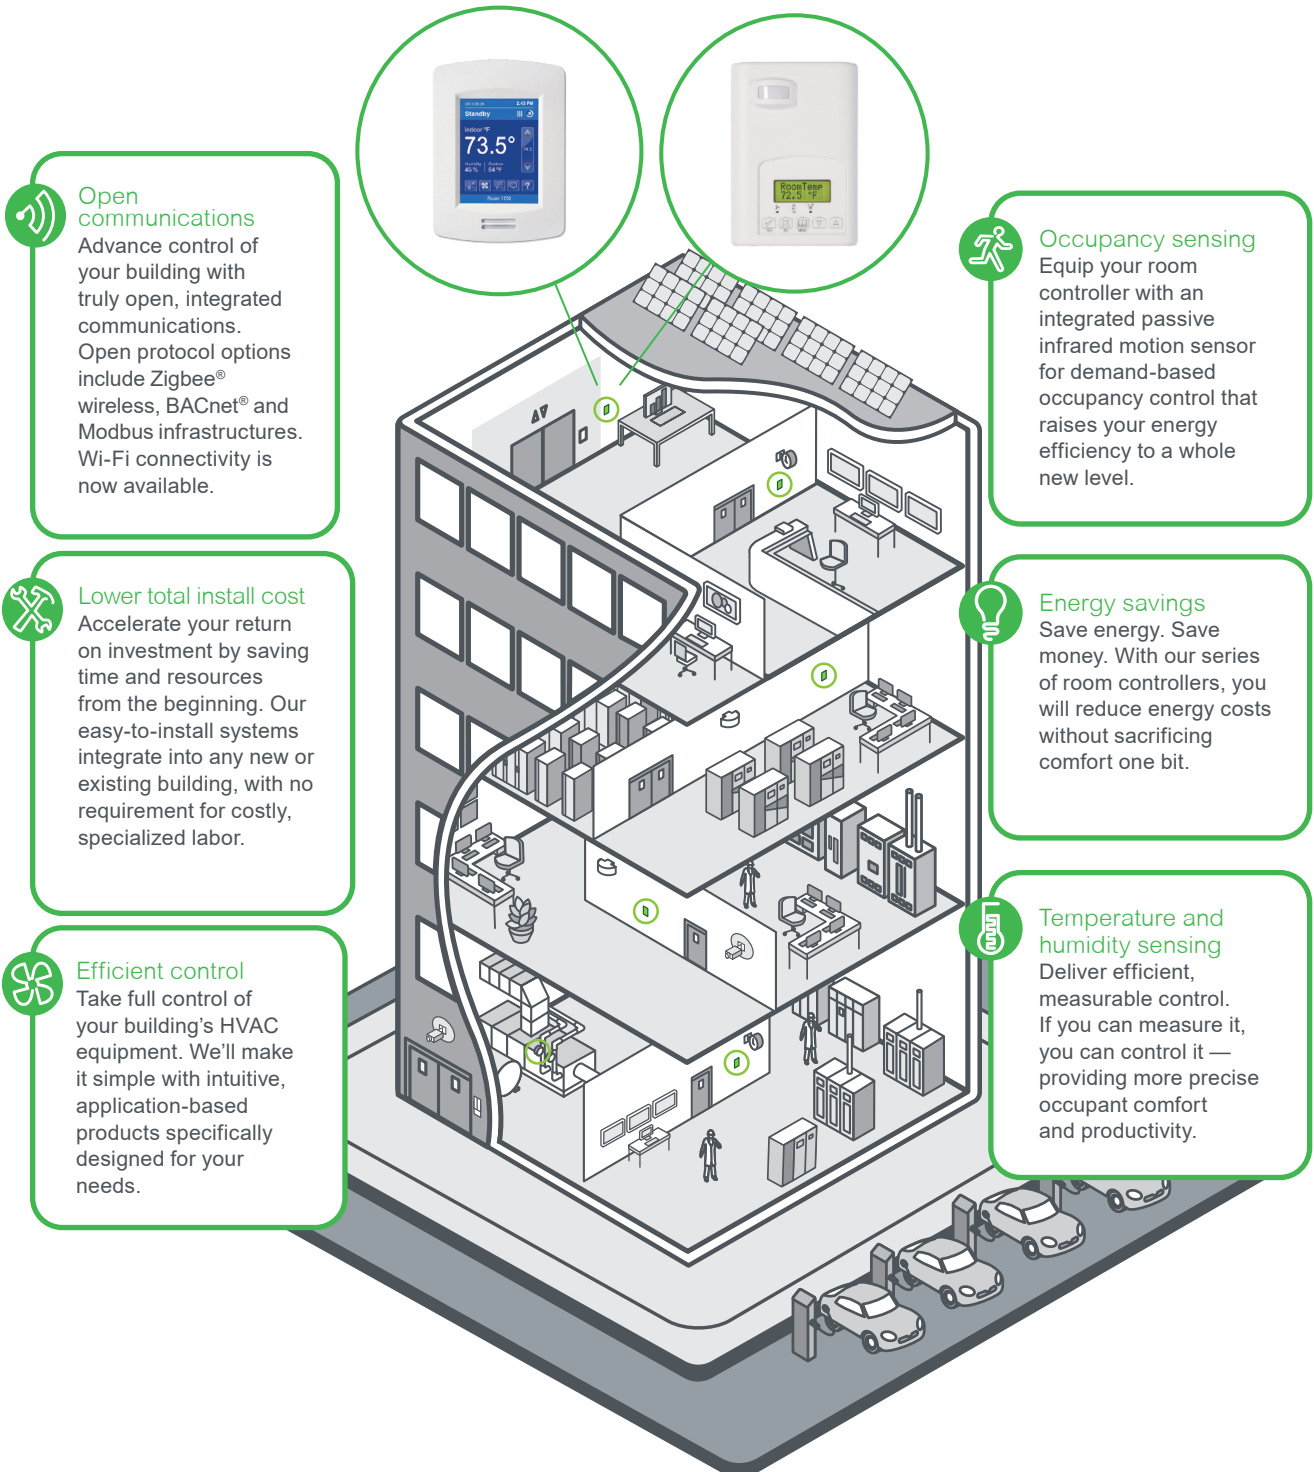 2.43 PM
Standby
Indoor °F
73.5°
Humidity Outdoor
45 % 64 °F
RoomTemp
72.5 °F
Open
communications
Advance control of
your building with
truly open, integrated
communications.
Open protocol options
include Zigbee®
wireless, BACnet® and
Modbus infrastructures.
Wi-Fi connectivity is
now available.
Lower total install cost
Accelerate your return
on investment by saving
time and resources
from the beginning. Our
easy-to-install systems
integrate into any new or
existing building, with no
requirement for costly,
specialized labor.
Efficient control
Take full control of
your building’s HVAC
equipment. We’ll make
it simple with intuitive,
application-based
products specifically
designed for your
needs.
Occupancy sensing
Equip your room
controller with an
integrated passive
infrared motion sensor
for demand-based
occupancy control that
raises your energy
efficiency to a whole
new level.
Energy savings
Save energy. Save
money. With our series
of room controllers, you
will reduce energy costs
without sacrificing
comfort one bit.
Temperature and
humidity sensing
Deliver efficient,
measurable control.
If you can measure it,
you can control it —
providing more precise
occupant comfort
and productivity.